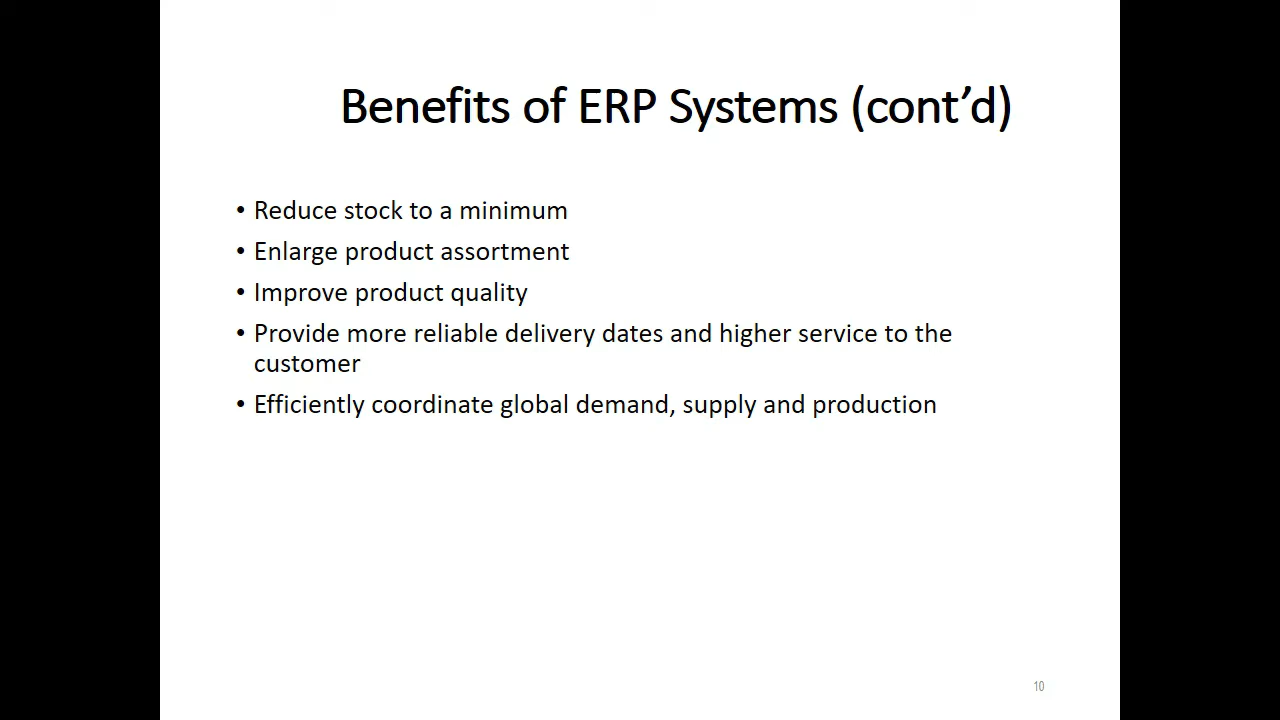 Benefits of ERP Systems (cont’d)
• Reduce stock to a minimum
• Enlarge product assortment
• Improve product quality
• Provide more reliable delivery dates and higher service to the
customer
• Efficiently coordinate global demand, supply and production
10